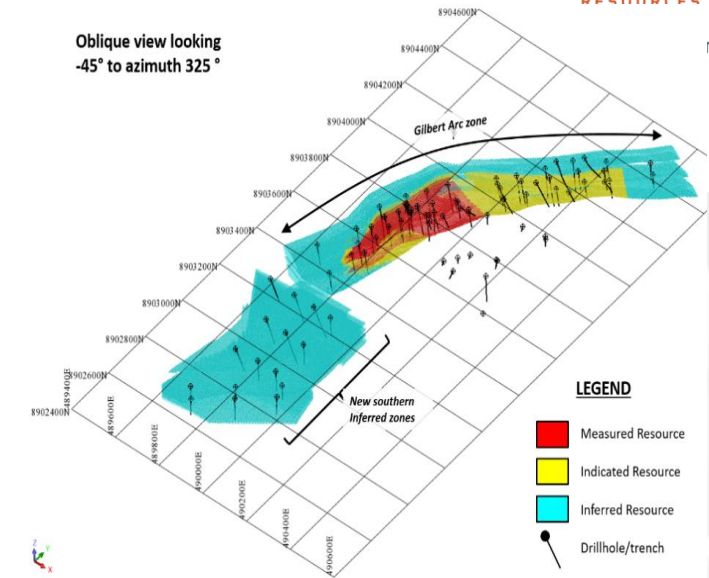 RESOURCES
8904600N
Oblique view looking
-45° to azimuth 325 °
8904400N
8904200N
8904000N
Gilbert Arc zone
8903800N
8903600N
8903400N
8903200N
8903000N
8902800N
8902600N
8902400N
489400E
489600E
489800E
490000E
490200E
490400E
490600E
New southern
Inferred zones
LEGEND
Measured Resource
Indicated Resource
Inferred Resource
Drillhole/trench
Z
Y
X